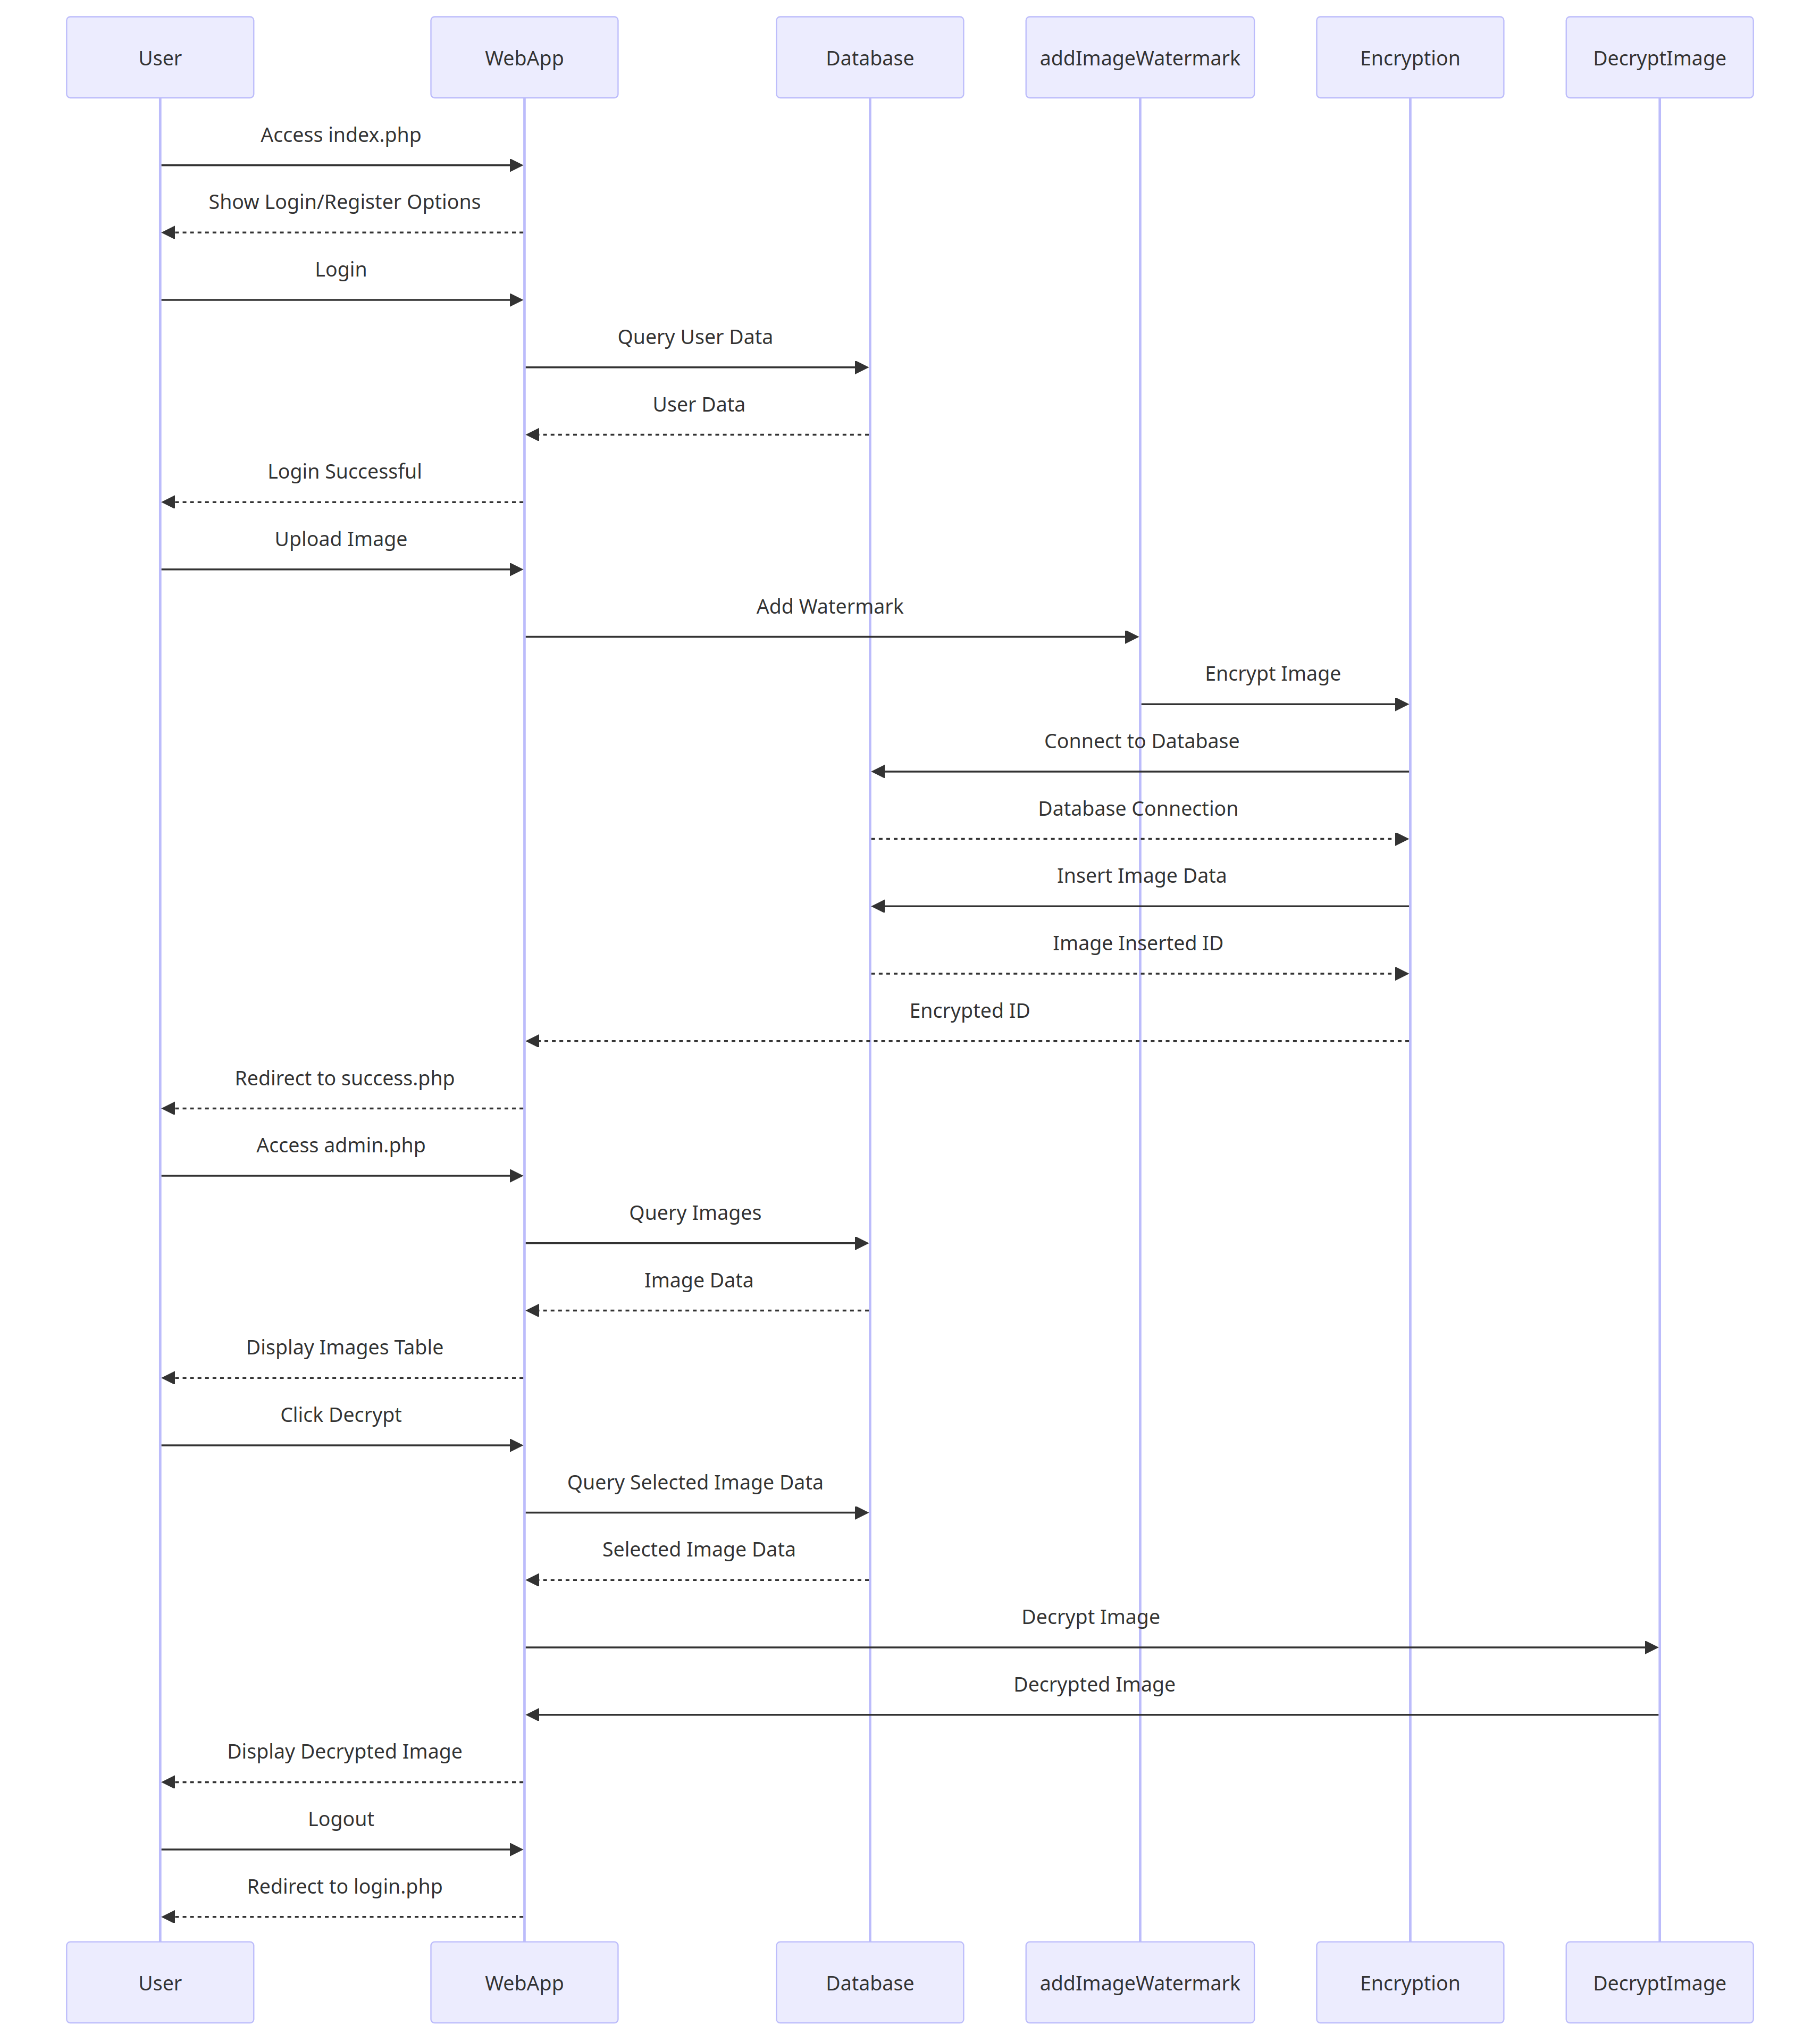 User
WebApp
Database
addImageWatermark
Encryption
DecryptImage
Access index.php
Show Login/Register Options
Login
Query User Data
User Data
Login Successful
Upload Image
Add Watermark
Encrypt Image
Connect to Database
Database Connection
Insert Image Data
Image Inserted ID
Encrypted ID
Redirect to success.php
Access admin.php
Query Images
Image Data
Display Images Table
Click Decrypt
Query Selected Image Data
Selected Image Data
Decrypt Image
Decrypted Image
Display Decrypted Image
Logout
Redirect to login.php
User
WebApp
Database
addImageWatermark
Encryption
DecryptImage